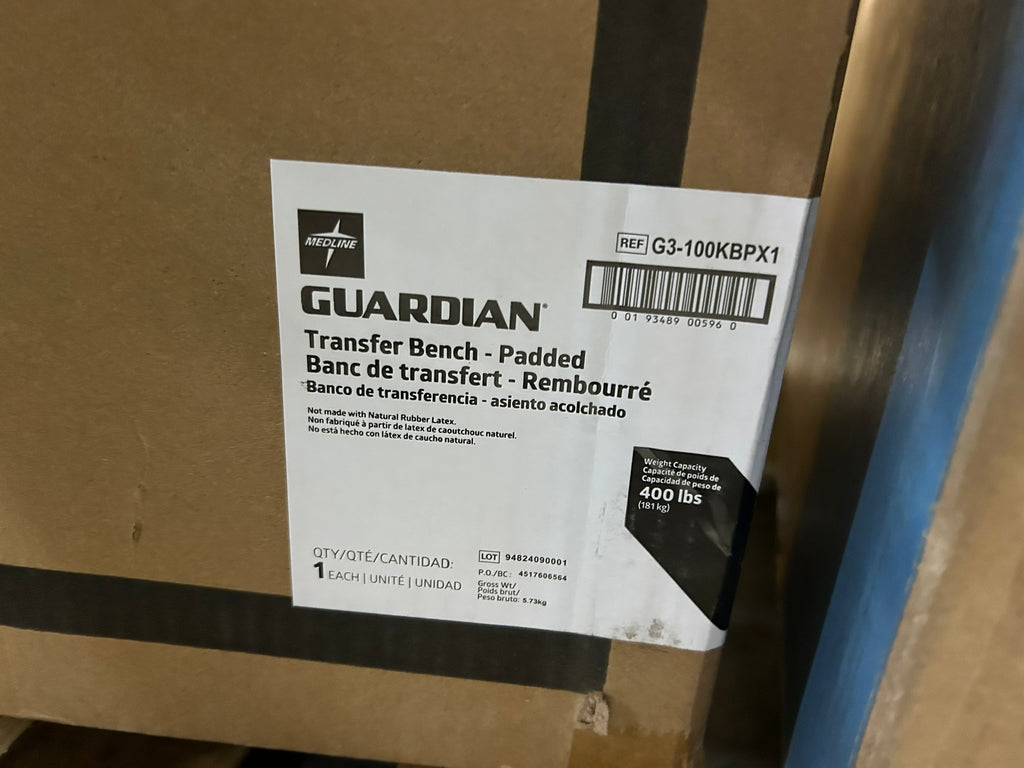 MEDLINE
GUARDIAN®
Transfer Bench - Padded
Banc de transfert - Rembourré
Banco de transferencia - asiento acolchado
Not made with Natural Rubber Latex.
Non fabriqué à partir de latex de caoutchouc naturel.
No está hecho con látex de caucho natural.
REF G3-100KBPX1
0 01 93489 00596 0
Weight Capacity
Capacité de poids de
Capacidad de peso de
400 lbs
(181 kg)
QTY/QTÉ/CANTIDAD:
1 EACH | UNITÉ | UNIDAD
LOT 94824090001
P.O./BC: 4517606564
Gross Wt/
Poids brut/
Peso bruto: 5.73kg